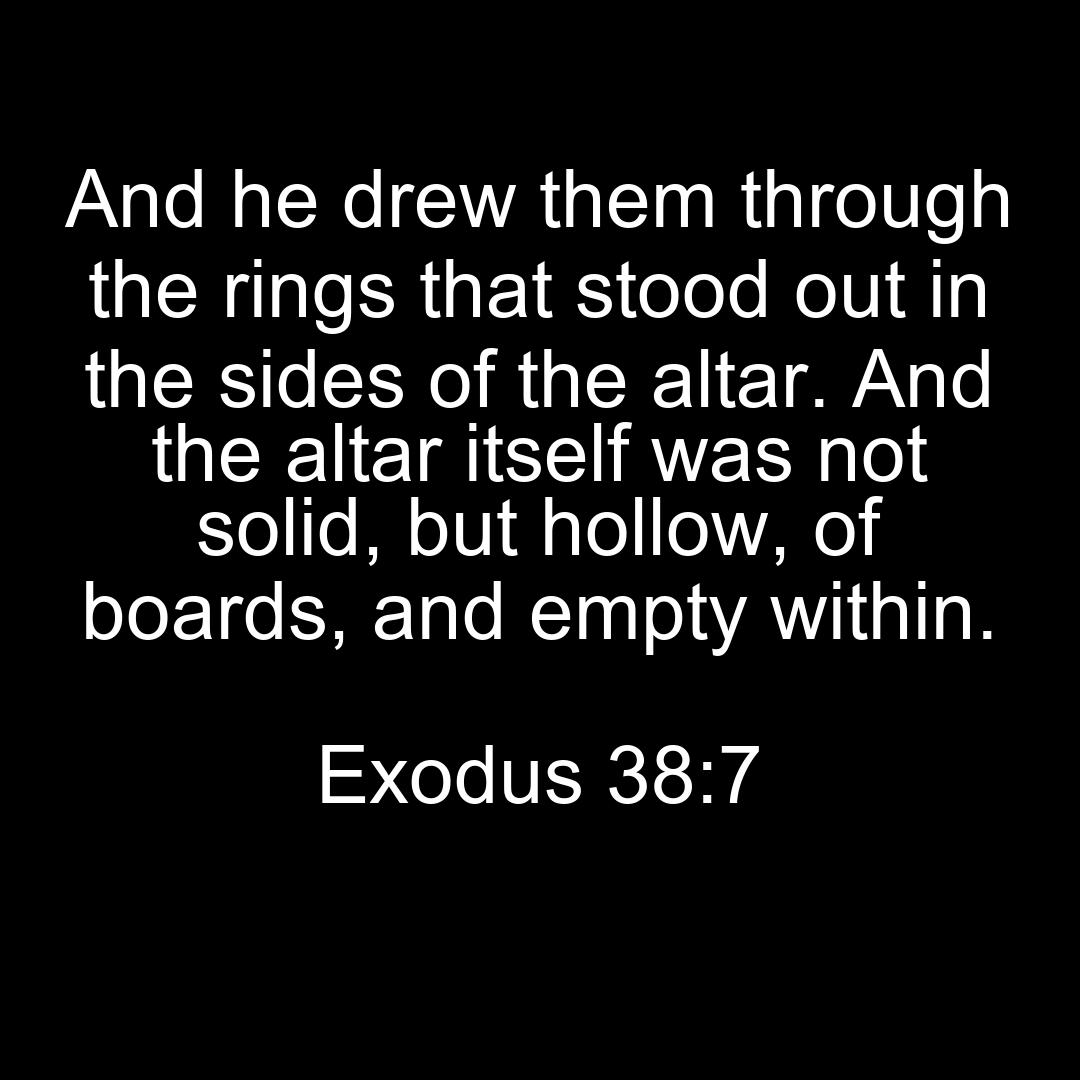 And he drew them through
the rings that stood out in
the sides of the altar. And
the altar itself was not
solid, but hollow, of
boards, and empty within.
Exodus 38:7